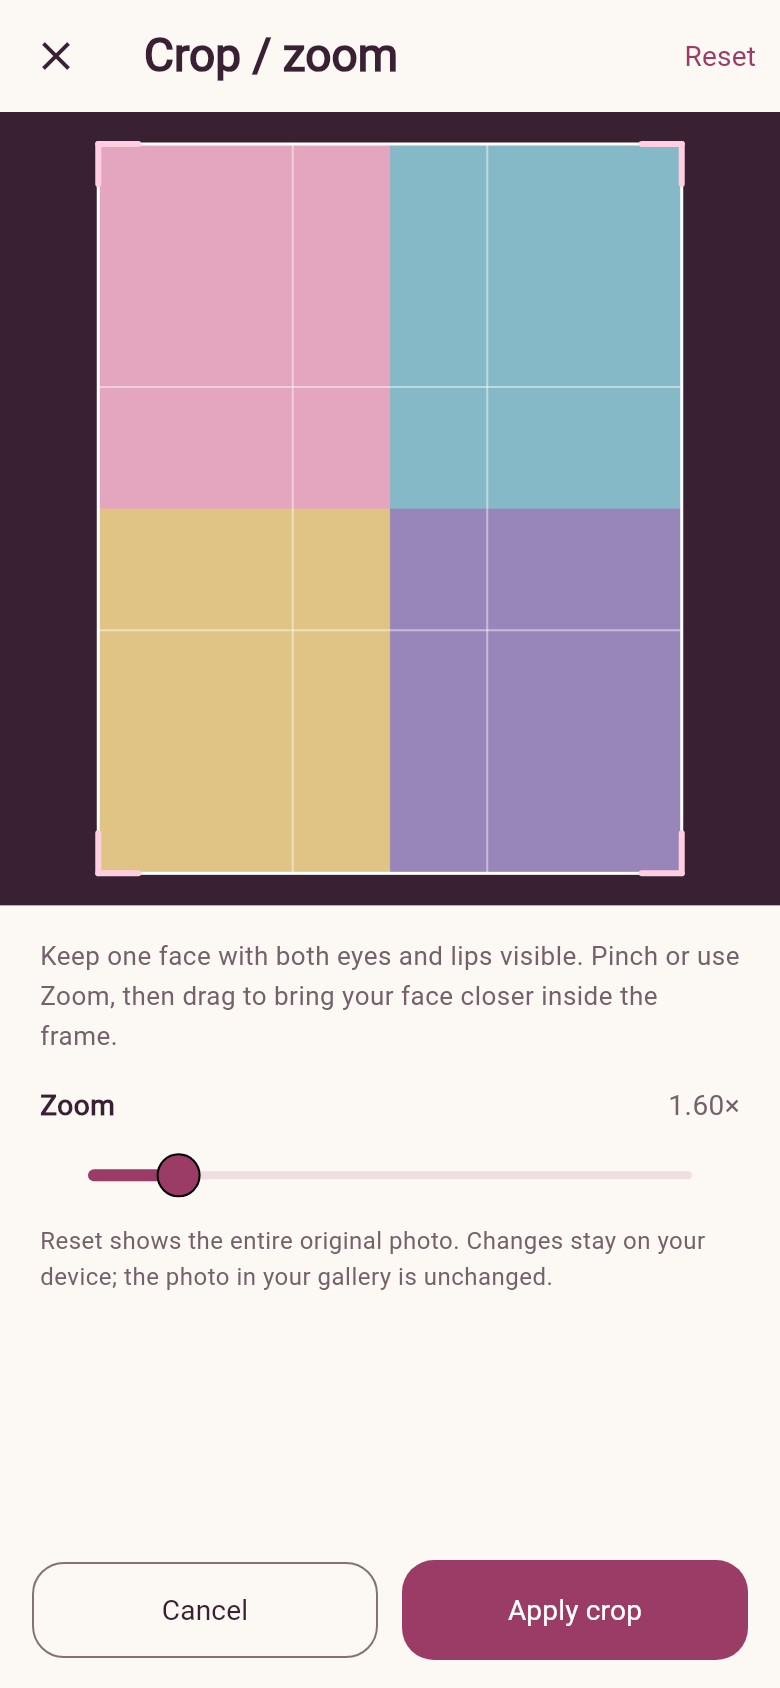 Crop / zoom
Reset
Keep one face with both eyes and lips visible. Pinch or use
Zoom, then drag to bring your face closer inside the
frame.
Zoom
1.60×
Reset shows the entire original photo. Changes stay on your
device; the photo in your gallery is unchanged.
Cancel
Apply crop